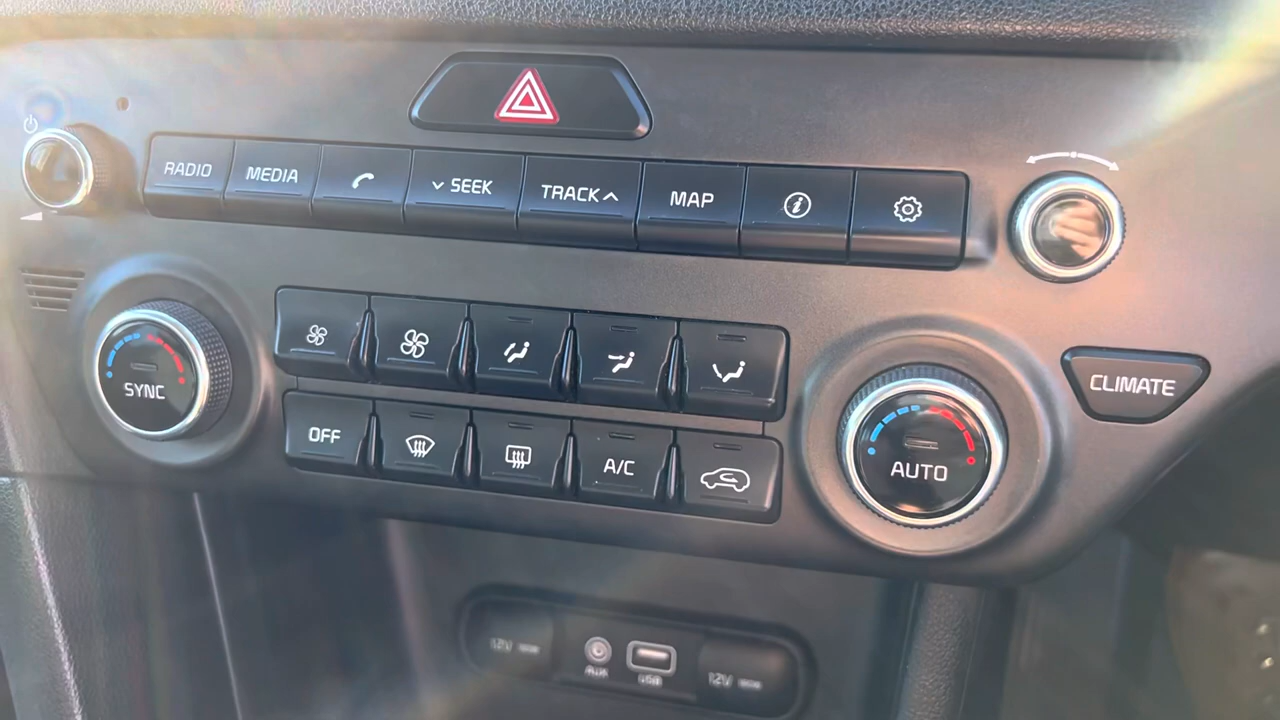 RADIO
MEDIA
SEEK
TRACK
MAP
SYNC
CLIMATE
OFF
A/C
AUTO
12V
AUX
USB
12V